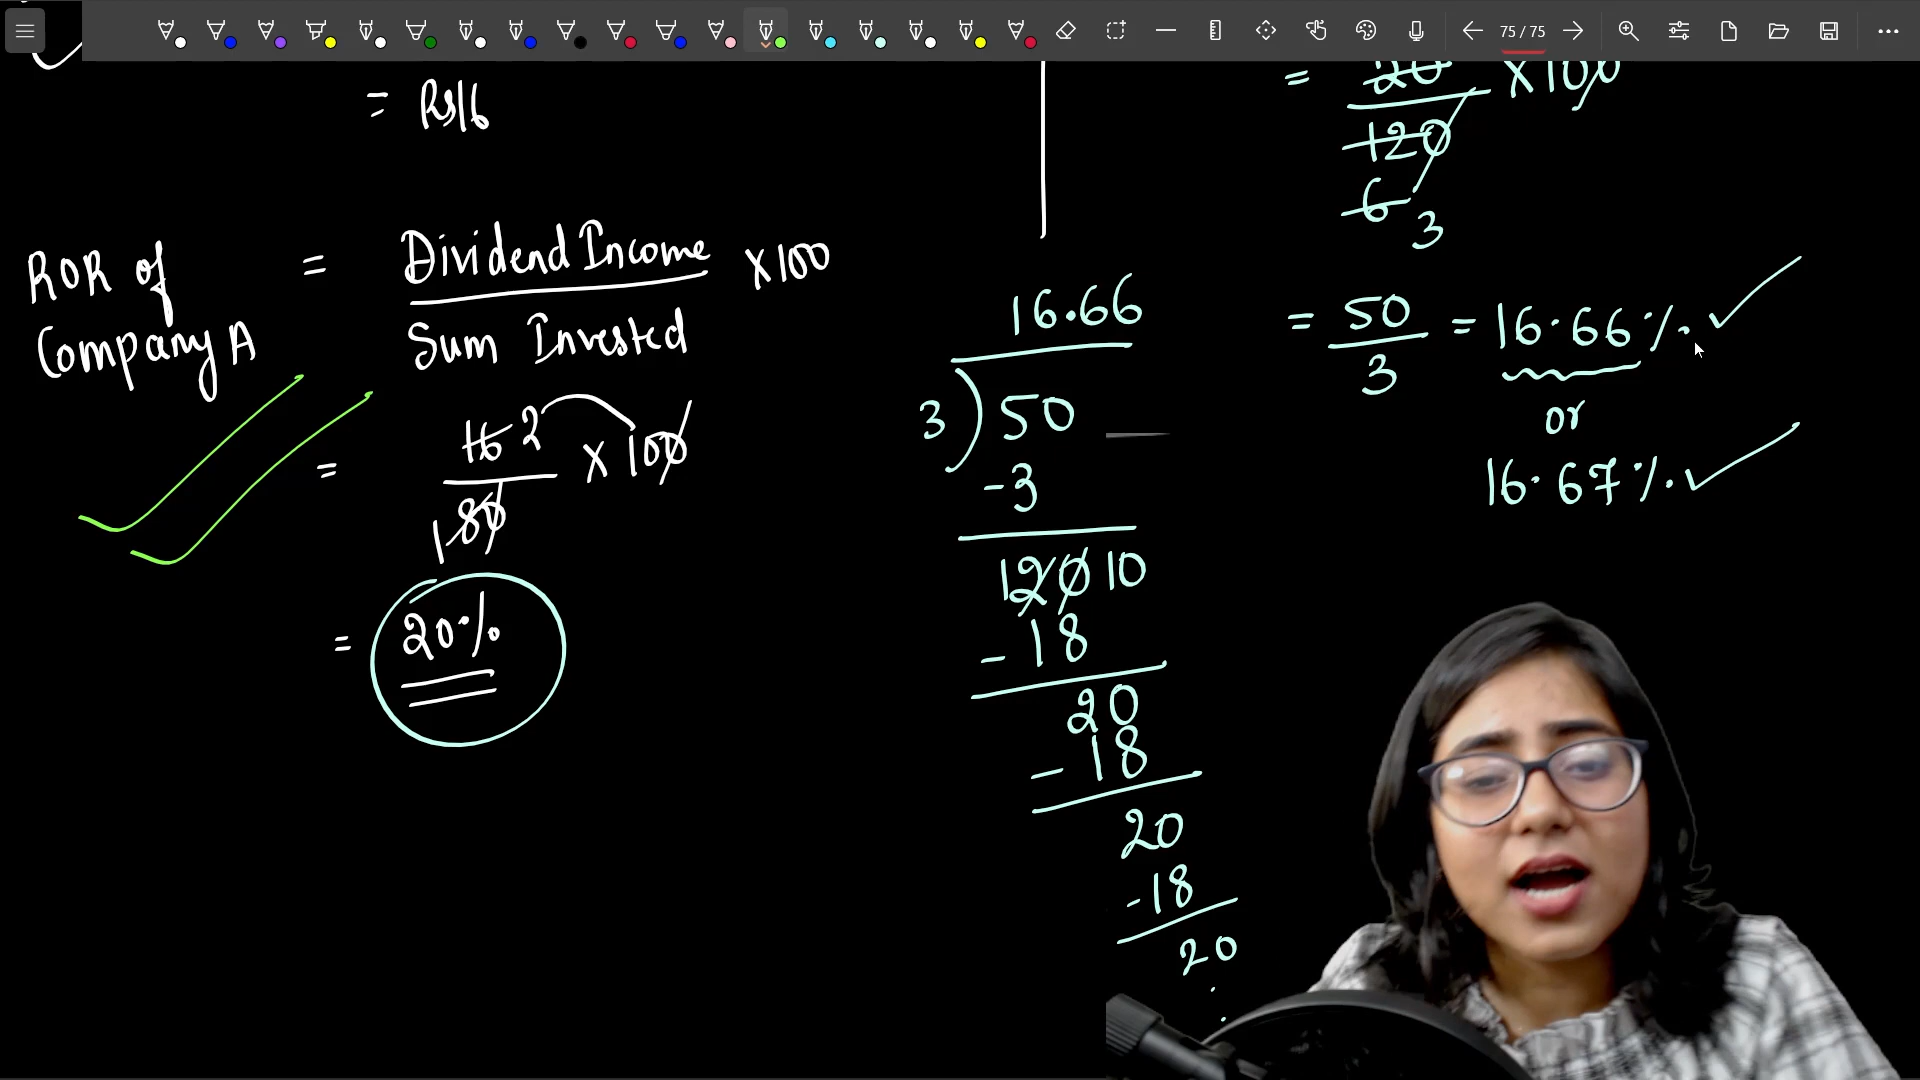 75 / 75
= Rs16
ROR of Company A = Dividend Income / Sum Invested X100
= 16 2 / 180 X 100
= 20%
16.66
3 ) 50
-3
120 10
-18
20
-18
20
-18
20
= 20 / 120 X100
6 3
= 50 / 3 = 16.66%
or
16.67%